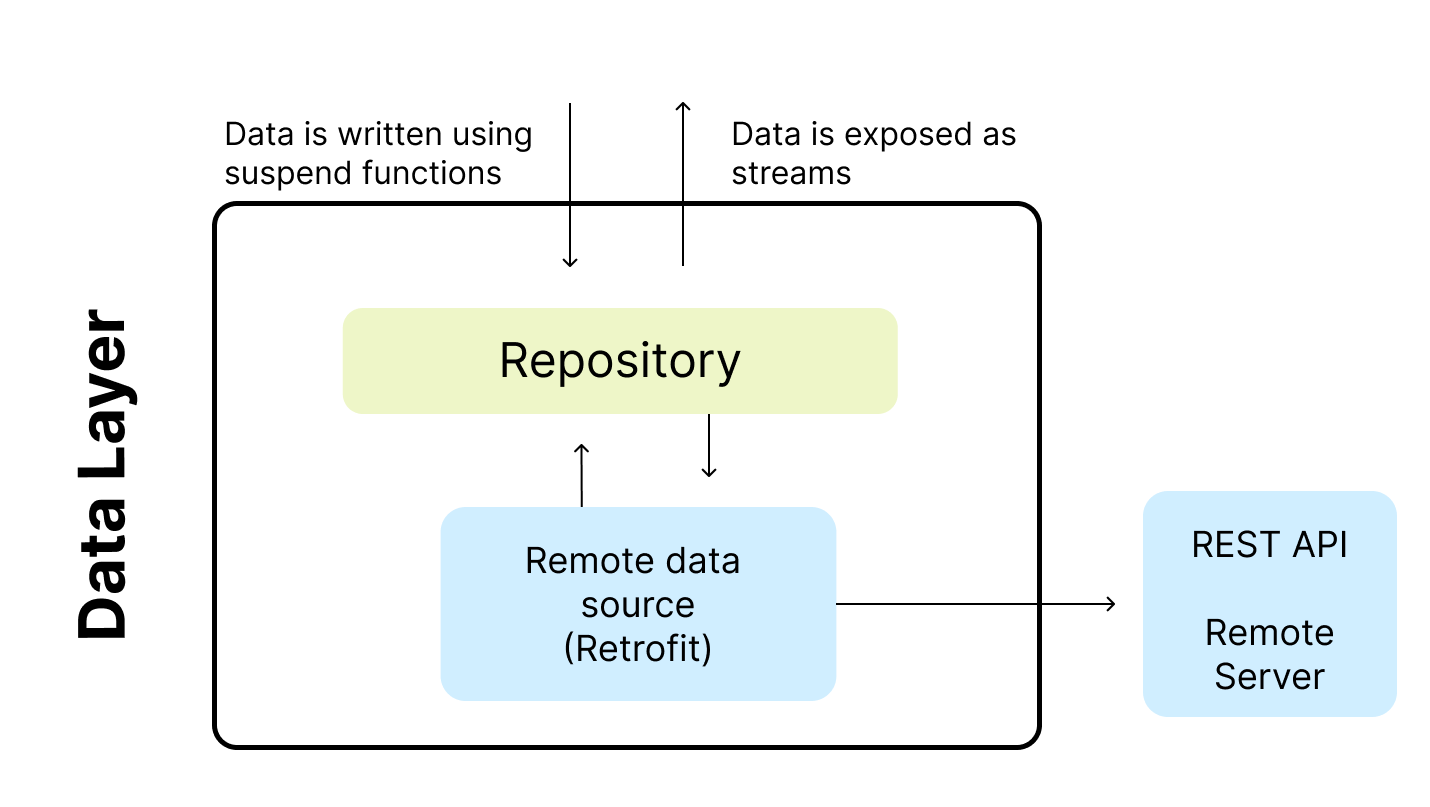 Data is written using
suspend functions
Data is exposed as
streams
Data Layer
Repository
Remote data
source
(Retrofit)
REST API
Remote
Server